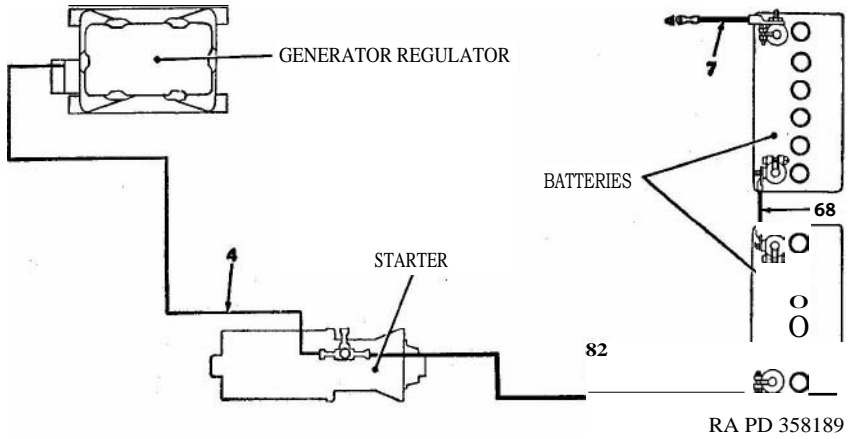 GENERATOR REGULATOR
7
BATTERIES
68
4
STARTER
82
RA PD 358189